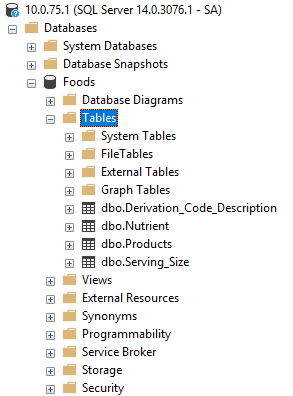 10.0.75.1 (SQL Server 14.0.3076.1 - SA)
Databases
System Databases
Database Snapshots
Foods
Database Diagrams
Tables
System Tables
FileTables
External Tables
Graph Tables
dbo.Derivation_Code_Description
dbo.Nutrient
dbo.Products
dbo.Serving_Size
Views
External Resources
Synonyms
Programmability
Service Broker
Storage
Security